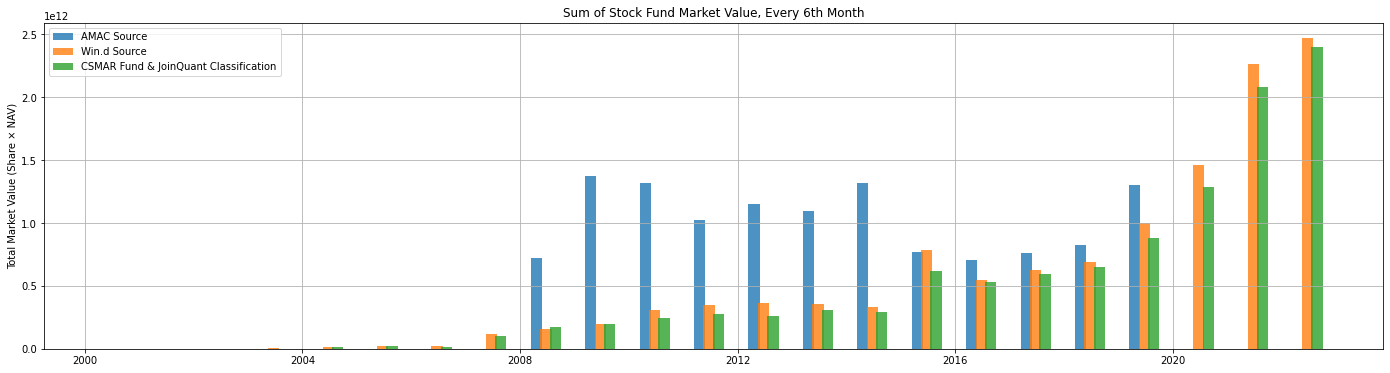 Sum of Stock Fund Market Value, Every 6th Month
1e12
AMAC Source
Win.d Source
CSMAR Fund & JoinQuant Classification
Total Market Value (Share × NAV)
2.5
2.0
1.5
1.0
0.5
0.0
2000 2004 2008 2012 2016 2020